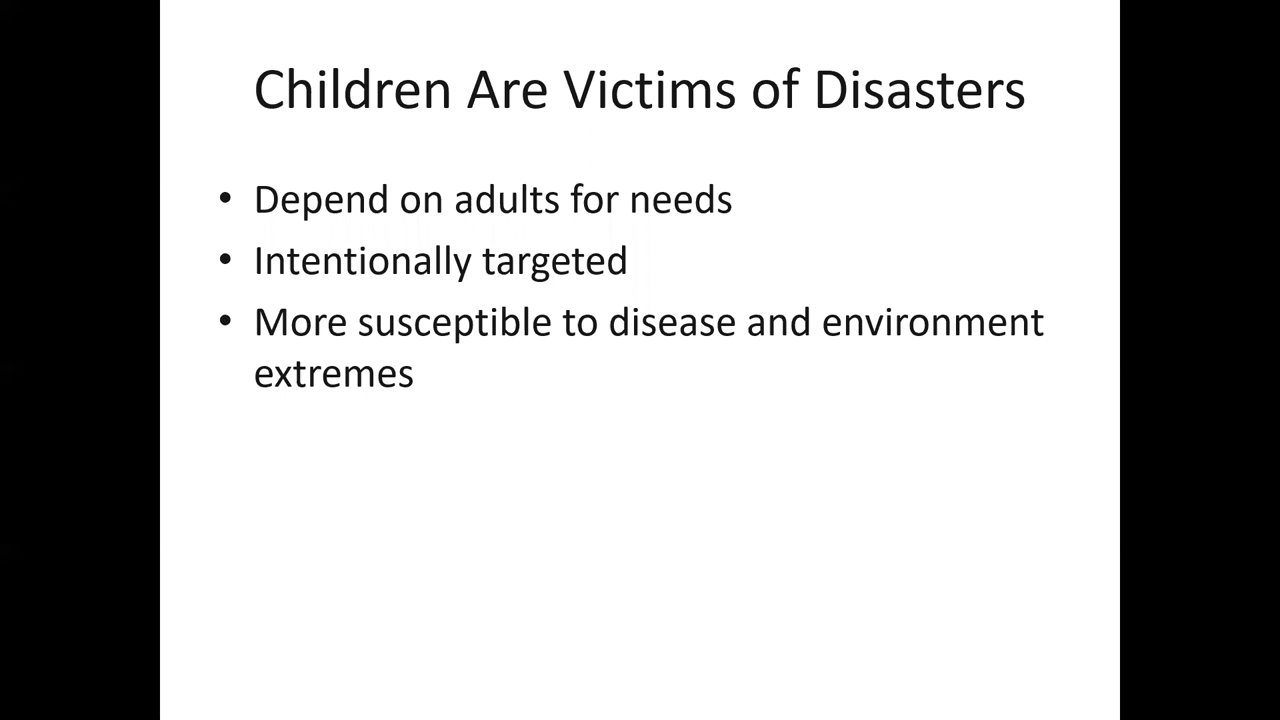 Children Are Victims of Disasters
• Depend on adults for needs
• Intentionally targeted
• More susceptible to disease and environment
extremes